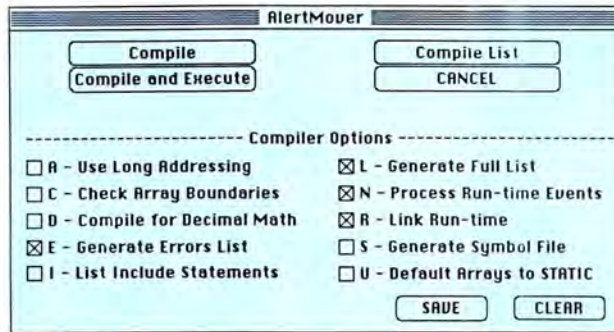 AlertMover
Compile
Compile List
Compile and Execute
CANCEL
Compiler Options
A - Use Long Addressing
L - Generate Full List
C - Check Array Boundaries
N - Process Run-time Events
D - Compile for Decimal Math
R - Link Run-time
E - Generate Errors List
S - Generate Symbol File
I - List Include Statements
U - Default Arrays to STATIC
SAVE
CLEAR